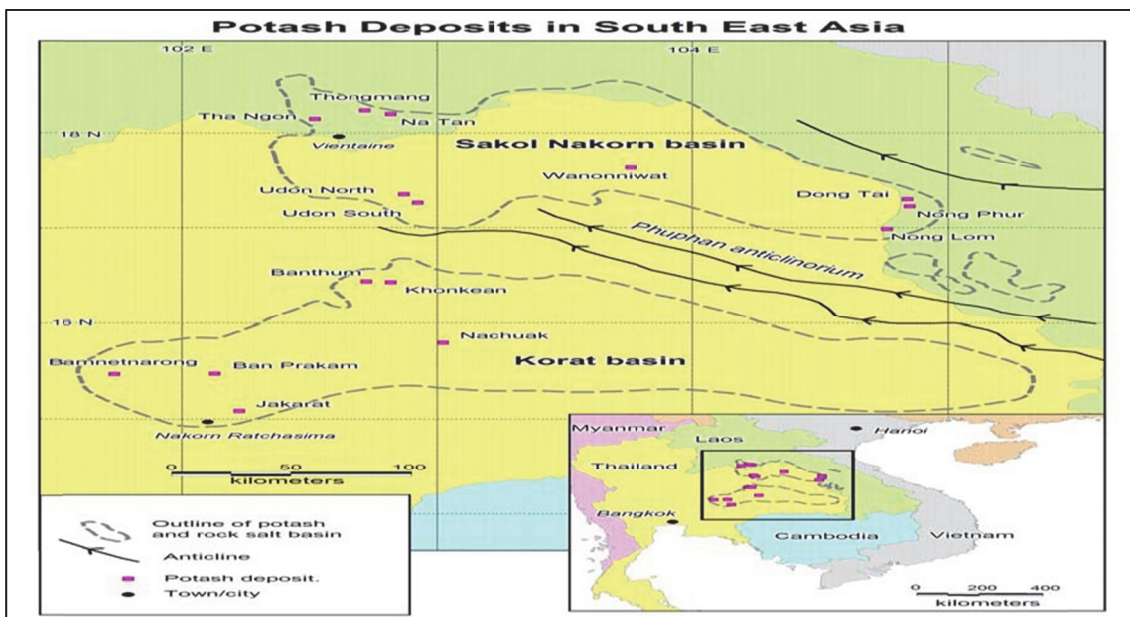 Potash Deposits in South East Asia
102 E
104 E
Thongmang
Tha Ngon
Na Tan
18 N
Vientaine
Sakol Nakorn basin
Wanonniwat
Udon North
Dong Tai
Udon South
Nong Phur
Nong Lom
Phuphan anticlinorium
Banthum
Khonkean
15 N
Nachuak
Korat basin
Bamnetnarong
Ban Prakam
Jakarat
Nakorn Ratchasima
0 50 100
kilometers
Outline of potash
and rock salt basin
Anticline
Potash deposit.
Town/city
Myanmar
Laos
Hanoi
Thailand
Bangkok
Cambodia
Vietnam
0 200 400
kilometers